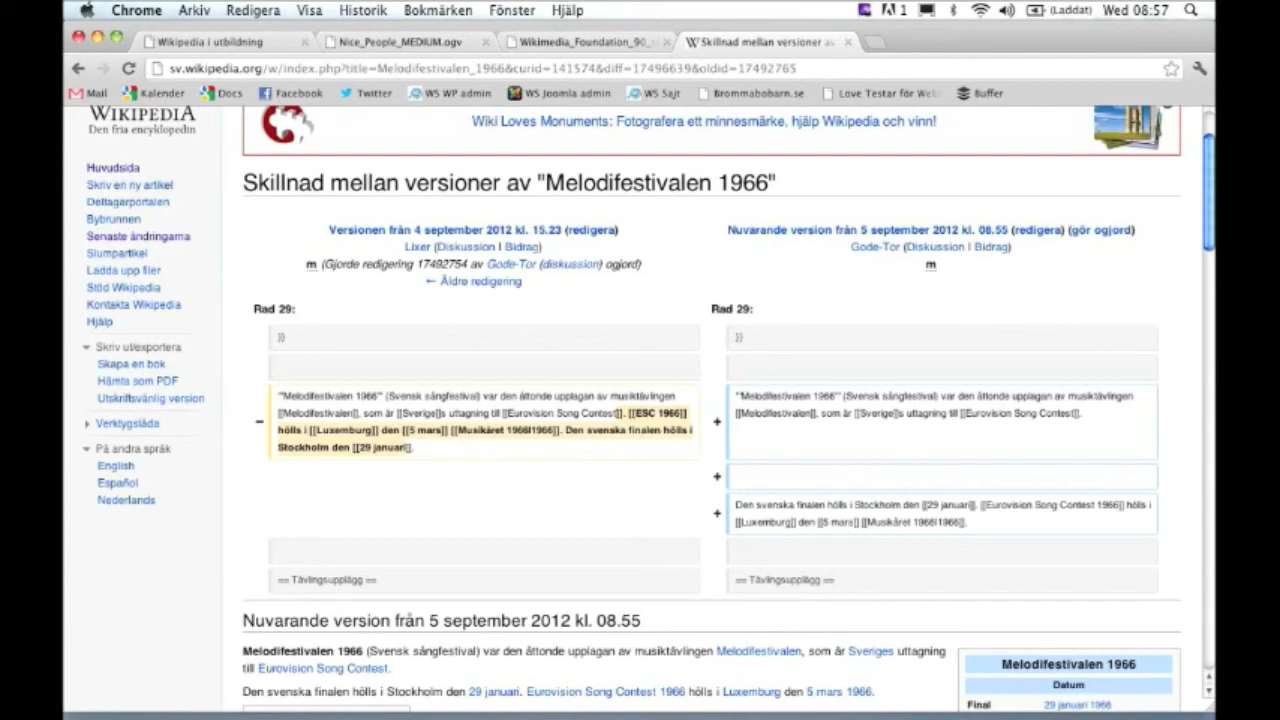 Chrome Arkiv Redigera Visa Historik Bokmärken Fönster Hjälp 1 (Laddat) Wed 08:57
Wikipedia i utbildning Nice_People_MEDIUM.ogv Wikimedia_Foundation_90_ Skillnad mellan versioner av
sv.wikipedia.org/w/index.php?title=Melodifestivalen_1966&curid=141574&diff=17496639&oldid=17492765
Mail Kalender Docs Facebook Twitter WS WP admin WS Joomla admin WS Sajt Brommabobarn.se Love Testar för Web Buffer
WIKIPEDIA
Den fria encyklopedin
Wiki Loves Monuments: Fotografera ett minnesmärke, hjälp Wikipedia och vinn!
Huvudsida
Skriv en ny artikel
Deltagarportalen
Bybrunnen
Senaste ändringarna
Slumpartikel
Ladda upp filer
Stöd Wikipedia
Kontakta Wikipedia
Hjälp
Skriv ut/exportera
Skapa en bok
Hämta som PDF
Utskriftsvänlig version
Verktygslåda
På andra språk
English
Español
Nederlands
Skillnad mellan versioner av "Melodifestivalen 1966"
Versionen från 4 september 2012 kl. 15.23 (redigera)
Lixer (Diskussion | Bidrag)
m (Gjorde redigering 17492754 av Gode-Tor (diskussion) ogjord)
← Äldre redigering
Nuvarande version från 5 september 2012 kl. 08.55 (redigera) (gör ogjord)
Gode-Tor (Diskussion | Bidrag)
m
Rad 29: Rad 29:
}} }}
− '''Melodifestivalen 1966''' (Svensk sångfestival) var den åttonde upplagan av musiktävlingen
[[Melodifestivalen]], som är [[Sverige]]s uttagning till [[Eurovision Song Contest]]. [[ESC 1966]]
hölls i [[Luxemburg]] den [[5 mars]] [[Musikåret 1966|1966]]. Den svenska finalen hölls i
Stockholm den [[29 januari]].
+ '''Melodifestivalen 1966''' (Svensk sångfestival) var den åttonde upplagan av musiktävlingen
[[Melodifestivalen]], som är [[Sverige]]s uttagning till [[Eurovision Song Contest]].
+
+ Den svenska finalen hölls i Stockholm den [[29 januari]]. [[Eurovision Song Contest 1966]] hölls i
[[Luxemburg]] den [[5 mars]] [[Musikåret 1966|1966]].
== Tävlingsupplägg == == Tävlingsupplägg ==
Nuvarande version från 5 september 2012 kl. 08.55
Melodifestivalen 1966 (Svensk sångfestival) var den åttonde upplagan av musiktävlingen Melodifestivalen, som är Sveriges uttagning
till Eurovision Song Contest.
Den svenska finalen hölls i Stockholm den 29 januari. Eurovision Song Contest 1966 hölls i Luxemburg den 5 mars 1966.
Melodifestivalen 1966
Datum
Final 29 januari 1966